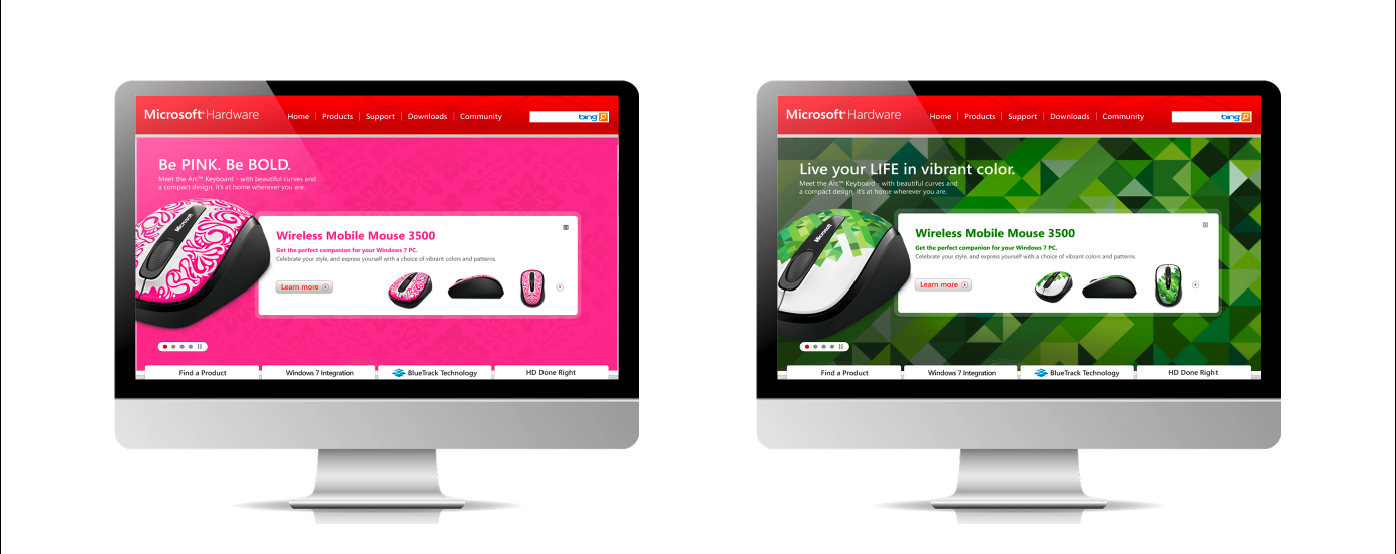 Microsoft® Hardware
Home | Products | Support | Downloads | Community
bing
Be PINK. Be BOLD.
Meet the Arc™ Keyboard - with beautiful curves and
a compact design, it's at home wherever you are.
Microsoft
Wireless Mobile Mouse 3500
Get the perfect companion for your Windows 7 PC.
Celebrate your style, and express yourself with a choice of vibrant colors and patterns.
Learn more
Find a Product
Windows 7 Integration
BlueTrack Technology
HD Done Right
Microsoft® Hardware
Home | Products | Support | Downloads | Community
bing
Live your LIFE in vibrant color.
Meet the Arc™ Keyboard - with beautiful curves and
a compact design, it's at home wherever you are.
Microsoft
Wireless Mobile Mouse 3500
Get the perfect companion for your Windows 7 PC.
Celebrate your style, and express yourself with a choice of vibrant colors and patterns.
Learn more
Find a Product
Windows 7 Integration
BlueTrack Technology
HD Done Right